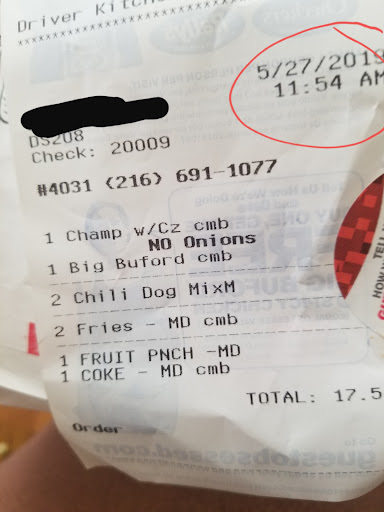 Driver Kitch
xxxxxxxxxxxxxxxxxxx
5/27/2019
11:54 AM
DS208
Check: 20009
#4031 (216) 691-1077
1 Champ w/Cz cmb
NO Onions
1 Big Buford cmb
2 Chili Dog MixM
2 Fries - MD cmb
1 FRUIT PNCH -MD
1 COKE - MD cmb
TOTAL: 17.5
Order